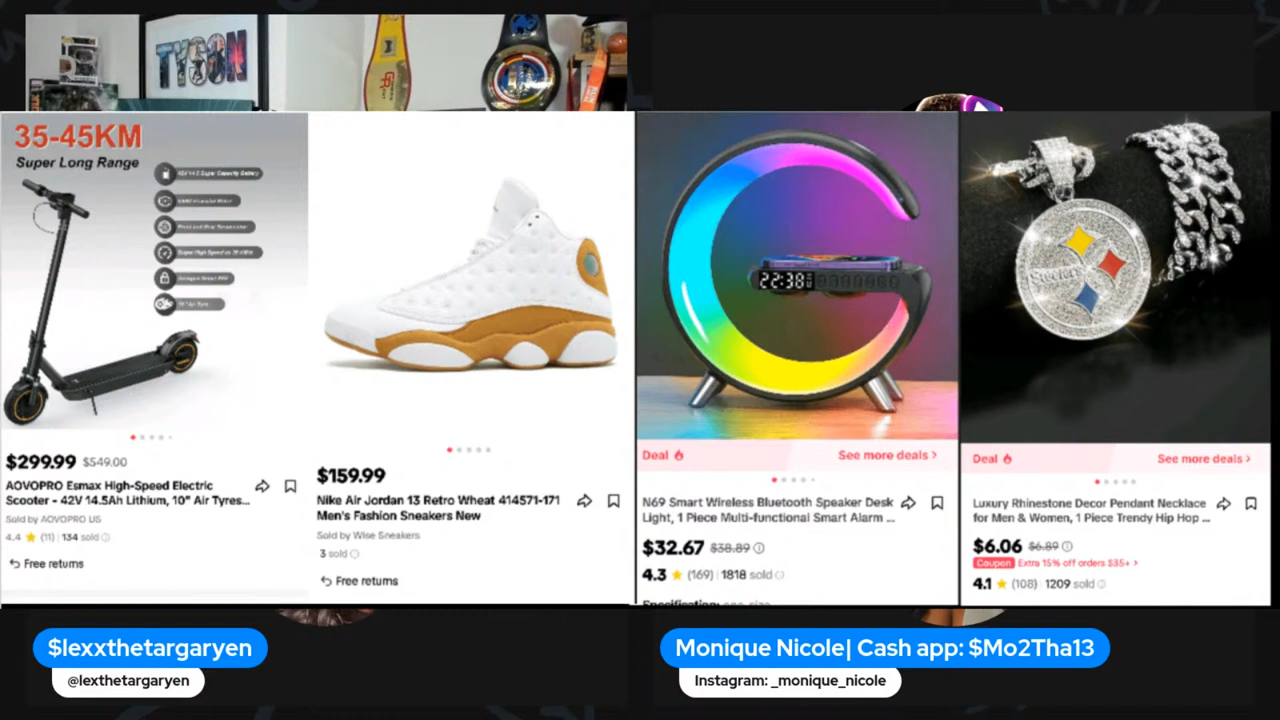 TYSON
35-45KM
Super Long Range
$299.99 $549.00
AOVOPRO Esmax High-Speed Electric
Scooter - 42V 14.5Ah Lithium, 10" Air Tyres...
Sold by AOVOPRO US
4.4 (11) | 134 sold
Free returns
$159.99
Nike Air Jordan 13 Retro Wheat 414571-171
Men's Fashion Sneakers New
Sold by Wise Sneakers
3 sold
Free returns
22:38
Deal See more deals >
N69 Smart Wireless Bluetooth Speaker Desk
Light, 1 Piece Multi-functional Smart Alarm ...
$32.67 $38.89
4.3 (169) | 1818 sold
Specification: one-size
Steelers
Deal See more deals >
Luxury Rhinestone Decor Pendant Necklace
for Men & Women, 1 Piece Trendy Hip Hop ...
$6.06 $6.89
Coupon Extra 15% off orders $35+ >
4.1 (108) 1209 sold
$lexxthetargaryen
@lexthetargaryen
Monique Nicole| Cash app: $Mo2Tha13
Instagram: _monique_nicole